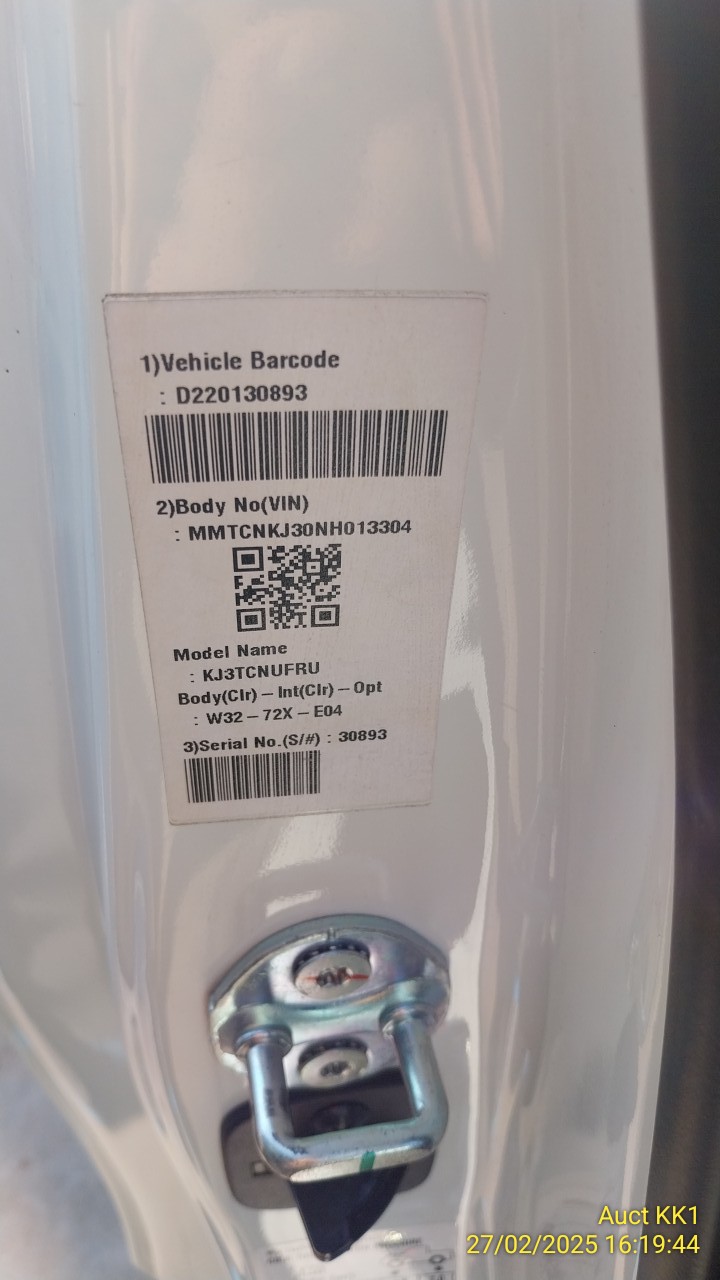 1)Vehicle Barcode
: D220130893
2)Body No(VIN)
: MMTCNKJ30NH013304
Model Name
: KJ3TCNUFRU
Body(Clr) – Int(Clr) – Opt
: W32 – 72X – E04
3)Serial No.(S/#) : 30893
Auct KK1
27/02/2025 16:19:44